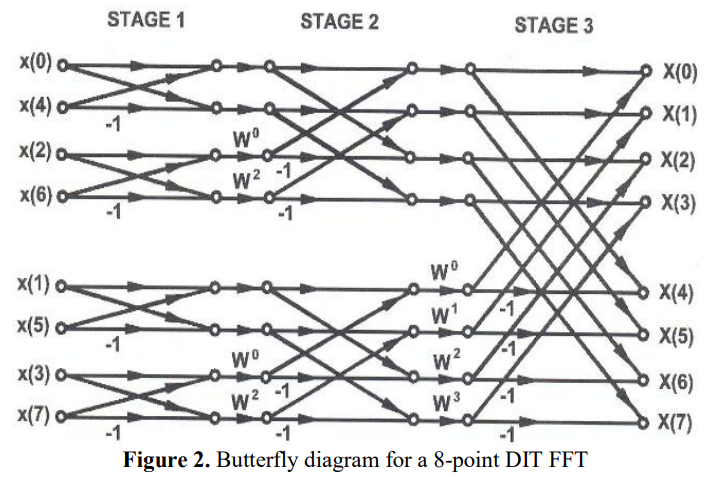 STAGE 1 STAGE 2 STAGE 3
x(0) X(0)
x(4) X(1)
-1
x(2) W⁰ X(2)
-1
x(6) W² X(3)
-1 -1
x(1) W⁰ X(4)
-1
x(5) W¹ X(5)
-1 -1
x(3) W⁰ W² X(6)
-1 -1
x(7) W² W³ X(7)
-1 -1 -1
Figure 2. Butterfly diagram for a 8-point DIT FFT